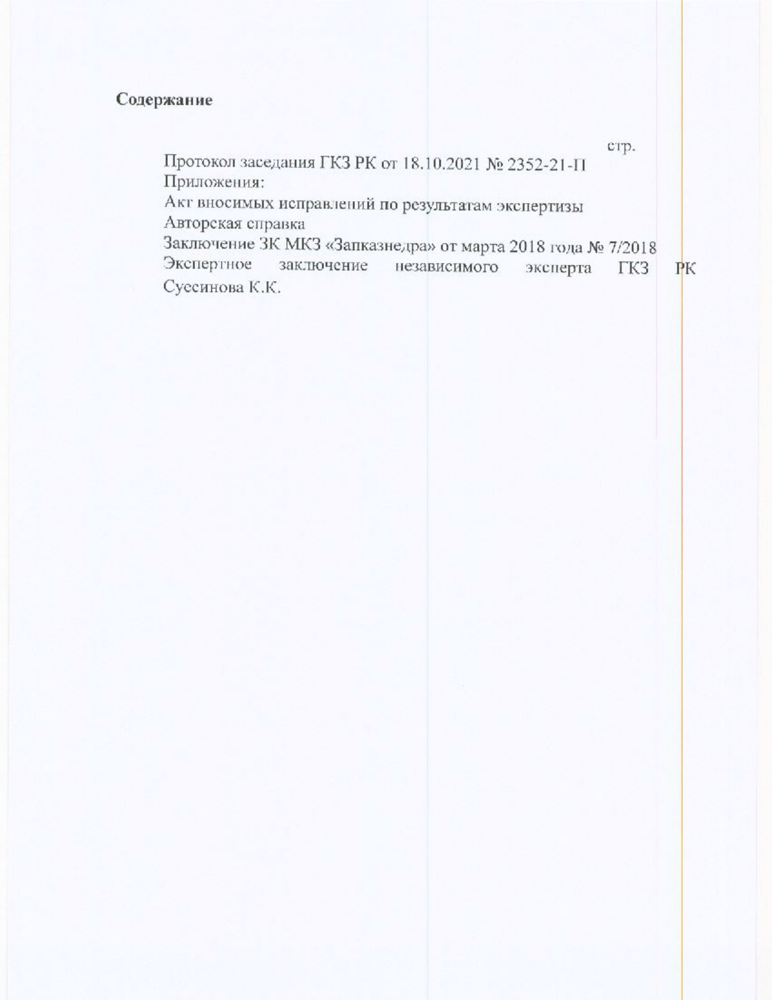 Содержание
стр.
Протокол заседания ГКЗ РК от 18.10.2021 № 2352-21-П
Приложения:
Акт вносимых исправлений по результатам экспертизы
Авторская справка
Заключение ЗК МКЗ «Запказнедра» от марта 2018 года № 7/2018
Экспертное заключение независимого эксперта ГКЗ РК
Суесинова К.К.